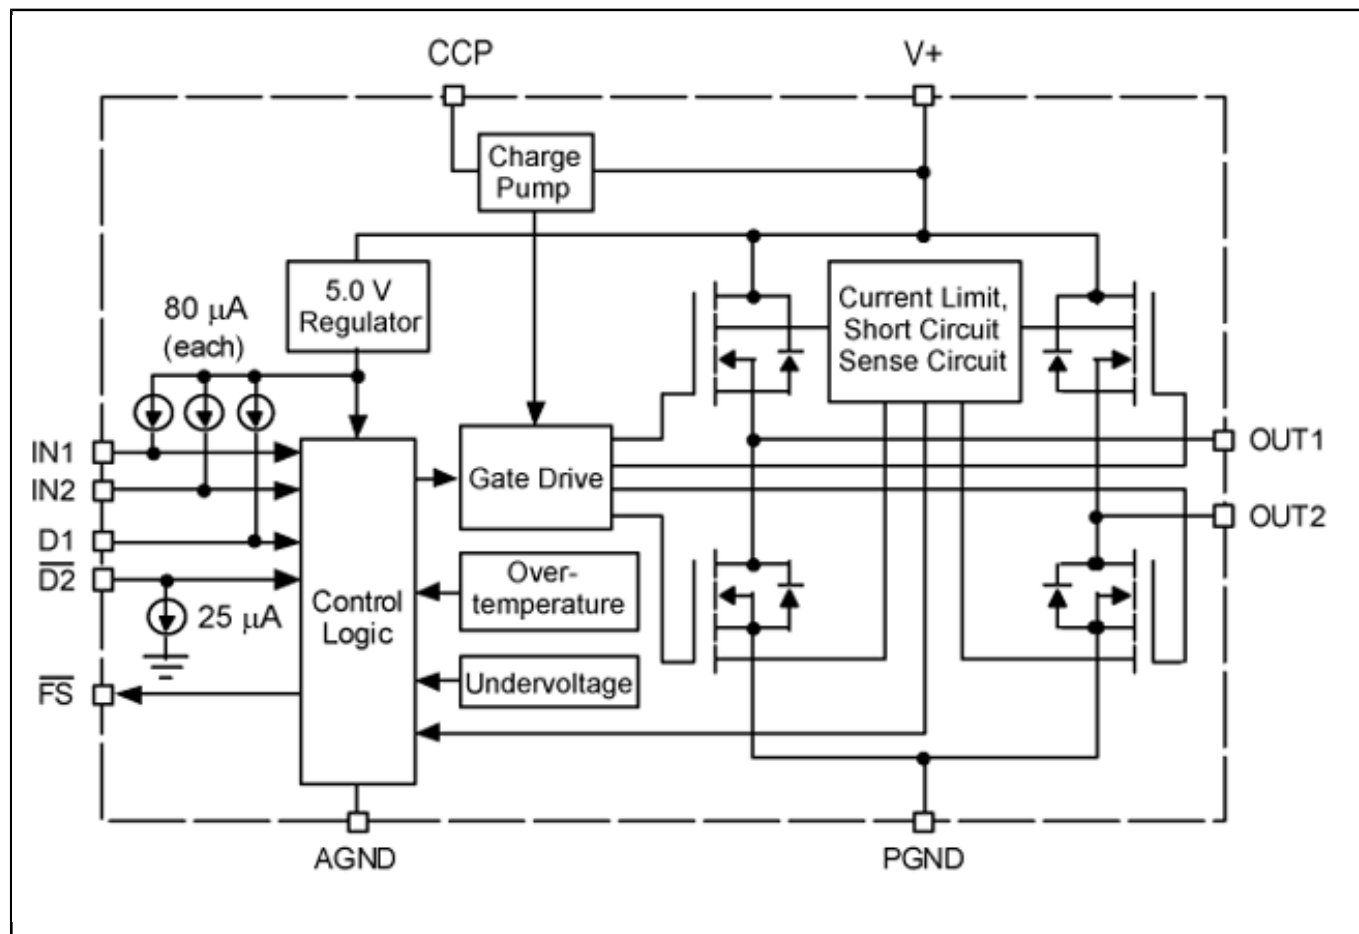 CCP
V+
Charge
Pump
5.0 V
Regulator
80 μA
(each)
Current Limit,
Short Circuit
Sense Circuit
IN1
IN2
D1
D2
FS
25 μA
Control
Logic
Gate Drive
Over-
temperature
Undervoltage
OUT1
OUT2
AGND
PGND